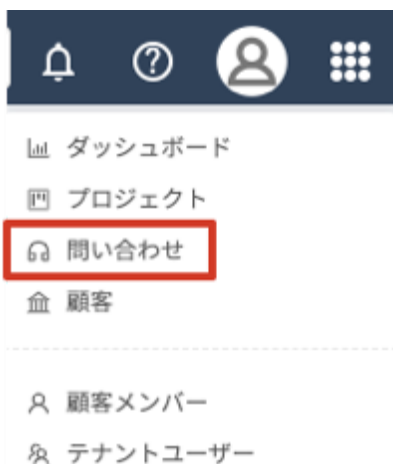 ダッシュボード
プロジェクト
問い合わせ
顧客
顧客メンバー
テナントユーザー